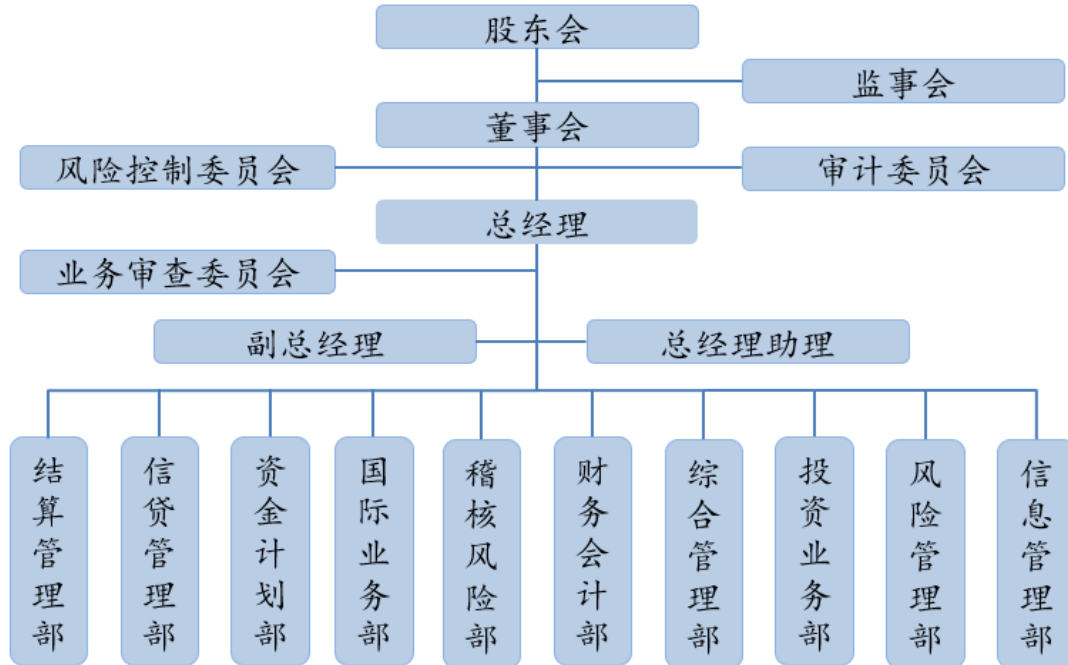 股东会
监事会
董事会
风险控制委员会
审计委员会
总经理
业务审查委员会
副总经理
总经理助理
结算管理部
信贷管理部
资金计划部
国际业务部
稽核风险部
财务会计部
综合管理部
投资业务部
风险管理部
信息管理部